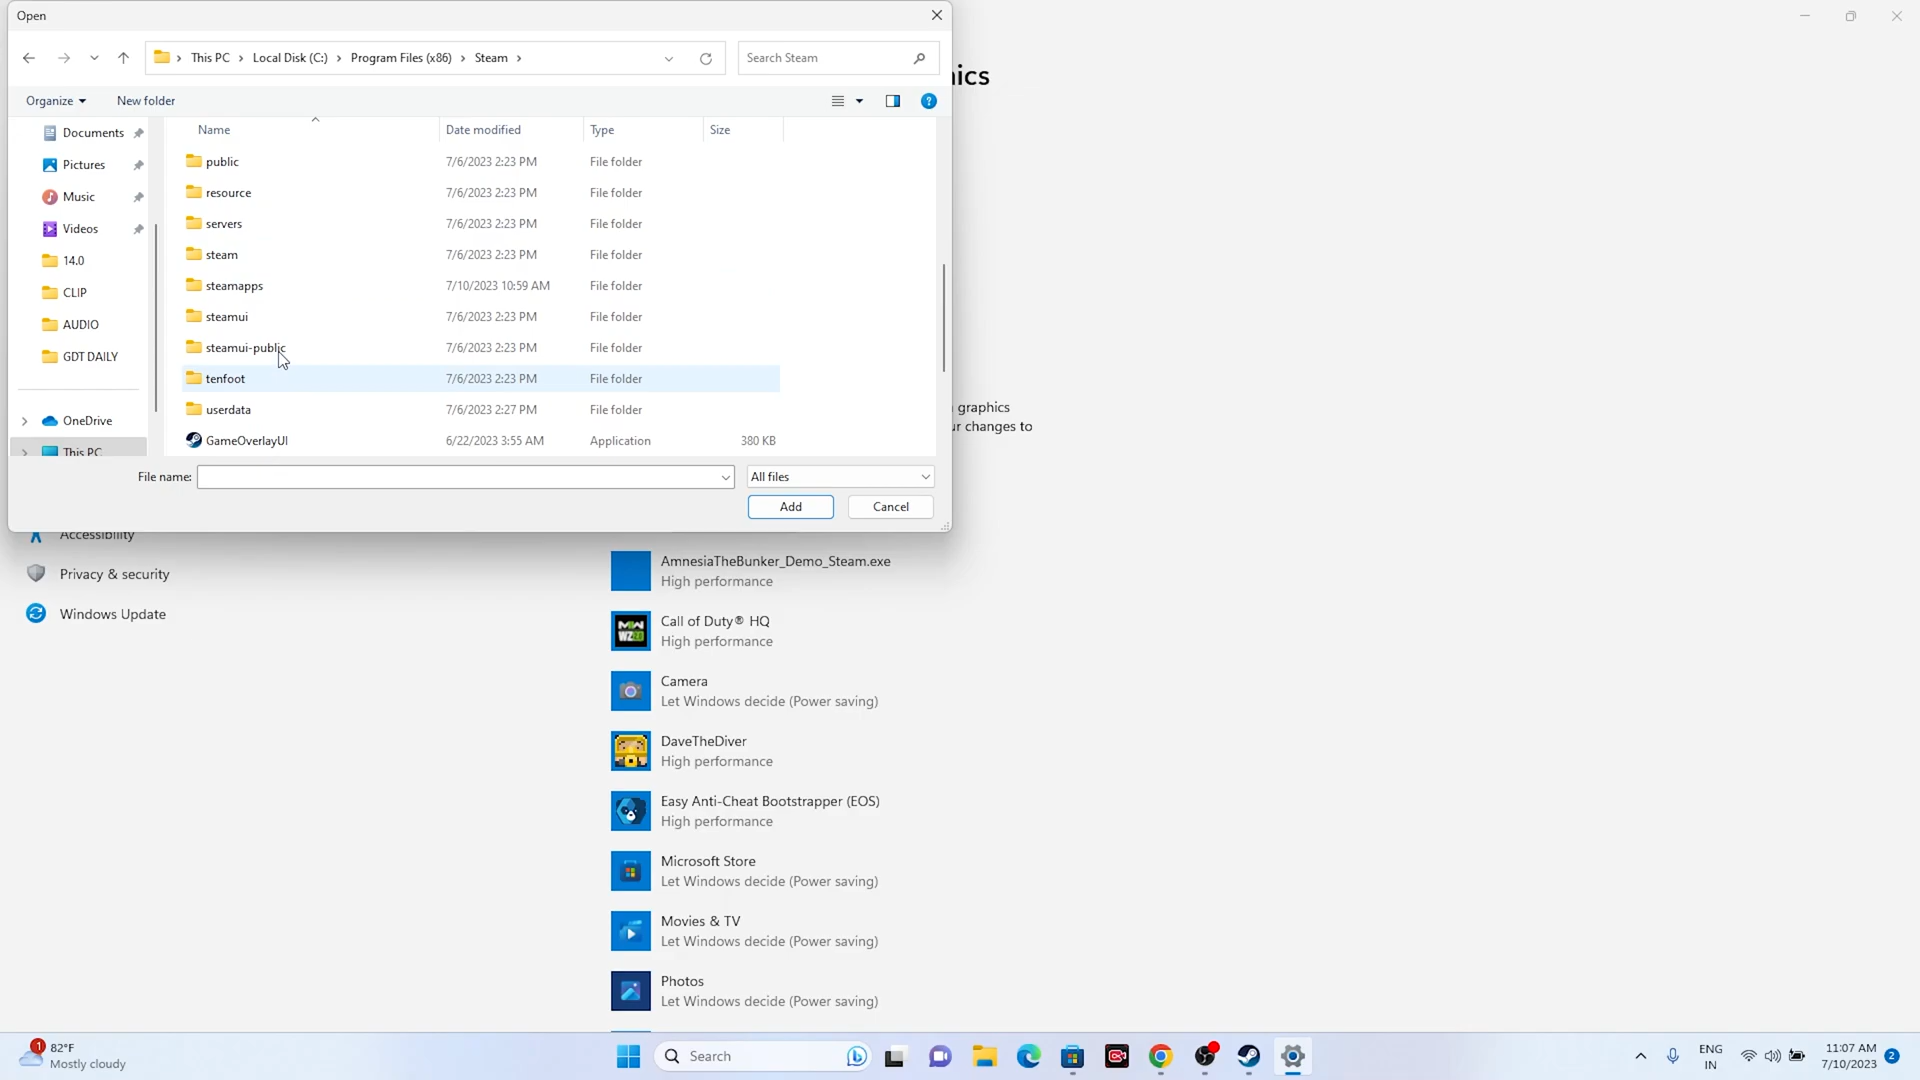 Open
This PC > Local Disk (C:) > Program Files (x86) > Steam >
Search Steam
Organize
New folder
Name
Date modified
Type
Size
Documents
Pictures
Music
Videos
14.0
CLIP
AUDIO
GDT DAILY
OneDrive
This PC
public 7/6/2023 2:23 PM File folder
resource 7/6/2023 2:23 PM File folder
servers 7/6/2023 2:23 PM File folder
steam 7/6/2023 2:23 PM File folder
steamapps 7/10/2023 10:59 AM File folder
steamui 7/6/2023 2:23 PM File folder
steamui-public 7/6/2023 2:23 PM File folder
tenfoot 7/6/2023 2:23 PM File folder
userdata 7/6/2023 2:27 PM File folder
GameOverlayUI 6/22/2023 3:55 AM Application 380 KB
File name:
All files
Add
Cancel
ics
graphics
ur changes to
Accessibility
Privacy & security
Windows Update
AmnesiaTheBunker_Demo_Steam.exe
High performance
Call of Duty® HQ
High performance
Camera
Let Windows decide (Power saving)
DaveTheDiver
High performance
Easy Anti-Cheat Bootstrapper (EOS)
High performance
Microsoft Store
Let Windows decide (Power saving)
Movies & TV
Let Windows decide (Power saving)
Photos
Let Windows decide (Power saving)
1
82°F
Mostly cloudy
Search
ENG
IN
11:07 AM
7/10/2023
2